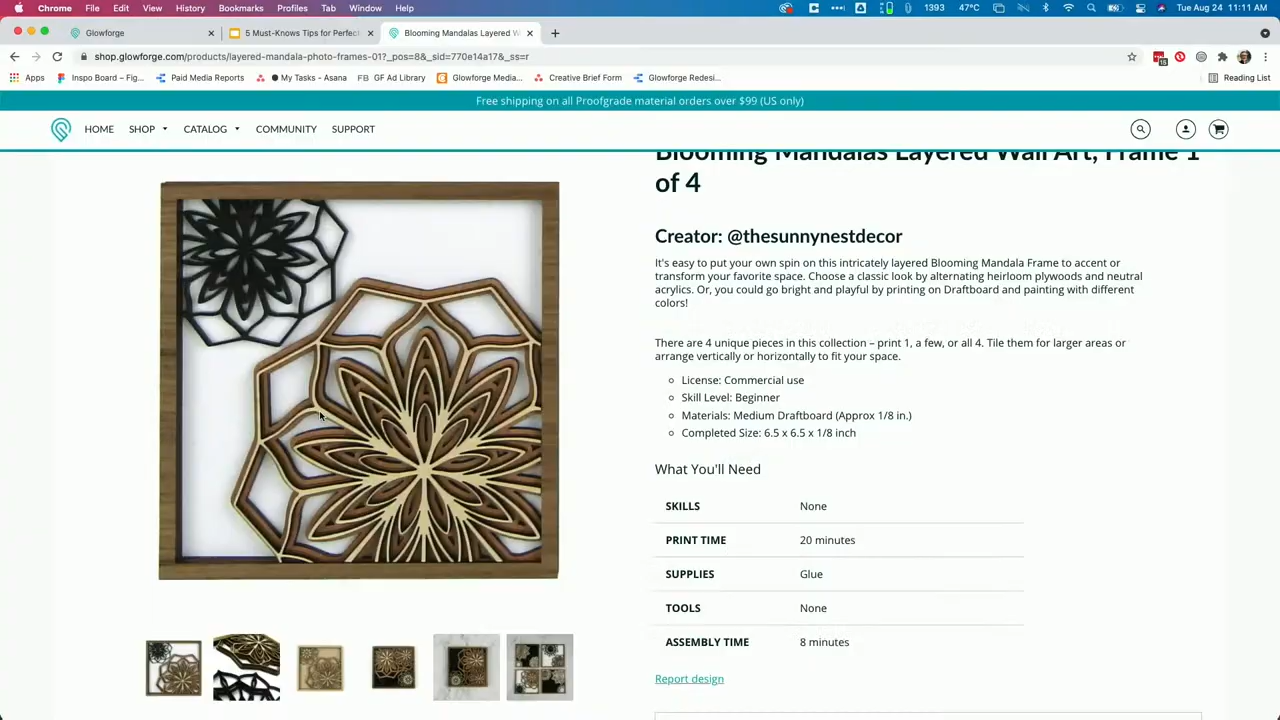 Chrome File Edit View History Bookmarks Profiles Tab Window Help
1393 47°C Tue Aug 24 11:11 AM
Glowforge
5 Must-Knows Tips for Perfect
Blooming Mandalas Layered W
shop.glowforge.com/products/layered-mandala-photo-frames-01?_pos=8&_sid=770e14a17&_ss=r
Apps Inspo Board – Fig... Paid Media Reports My Tasks - Asana GF Ad Library Glowforge Media... Creative Brief Form Glowforge Redesi... Reading List
Free shipping on all Proofgrade material orders over $99 (US only)
HOME SHOP CATALOG COMMUNITY SUPPORT
Blooming Mandalas Layered Wall Art, Frame 1
of 4
Creator: @thesunnynestdecor
It's easy to put your own spin on this intricately layered Blooming Mandala Frame to accent or
transform your favorite space. Choose a classic look by alternating heirloom plywoods and neutral
acrylics. Or, you could go bright and playful by printing on Draftboard and painting with different
colors!
There are 4 unique pieces in this collection – print 1, a few, or all 4. Tile them for larger areas or
arrange vertically or horizontally to fit your space.
License: Commercial use
Skill Level: Beginner
Materials: Medium Draftboard (Approx 1/8 in.)
Completed Size: 6.5 x 6.5 x 1/8 inch
What You'll Need
SKILLS None
PRINT TIME 20 minutes
SUPPLIES Glue
TOOLS None
ASSEMBLY TIME 8 minutes
Report design